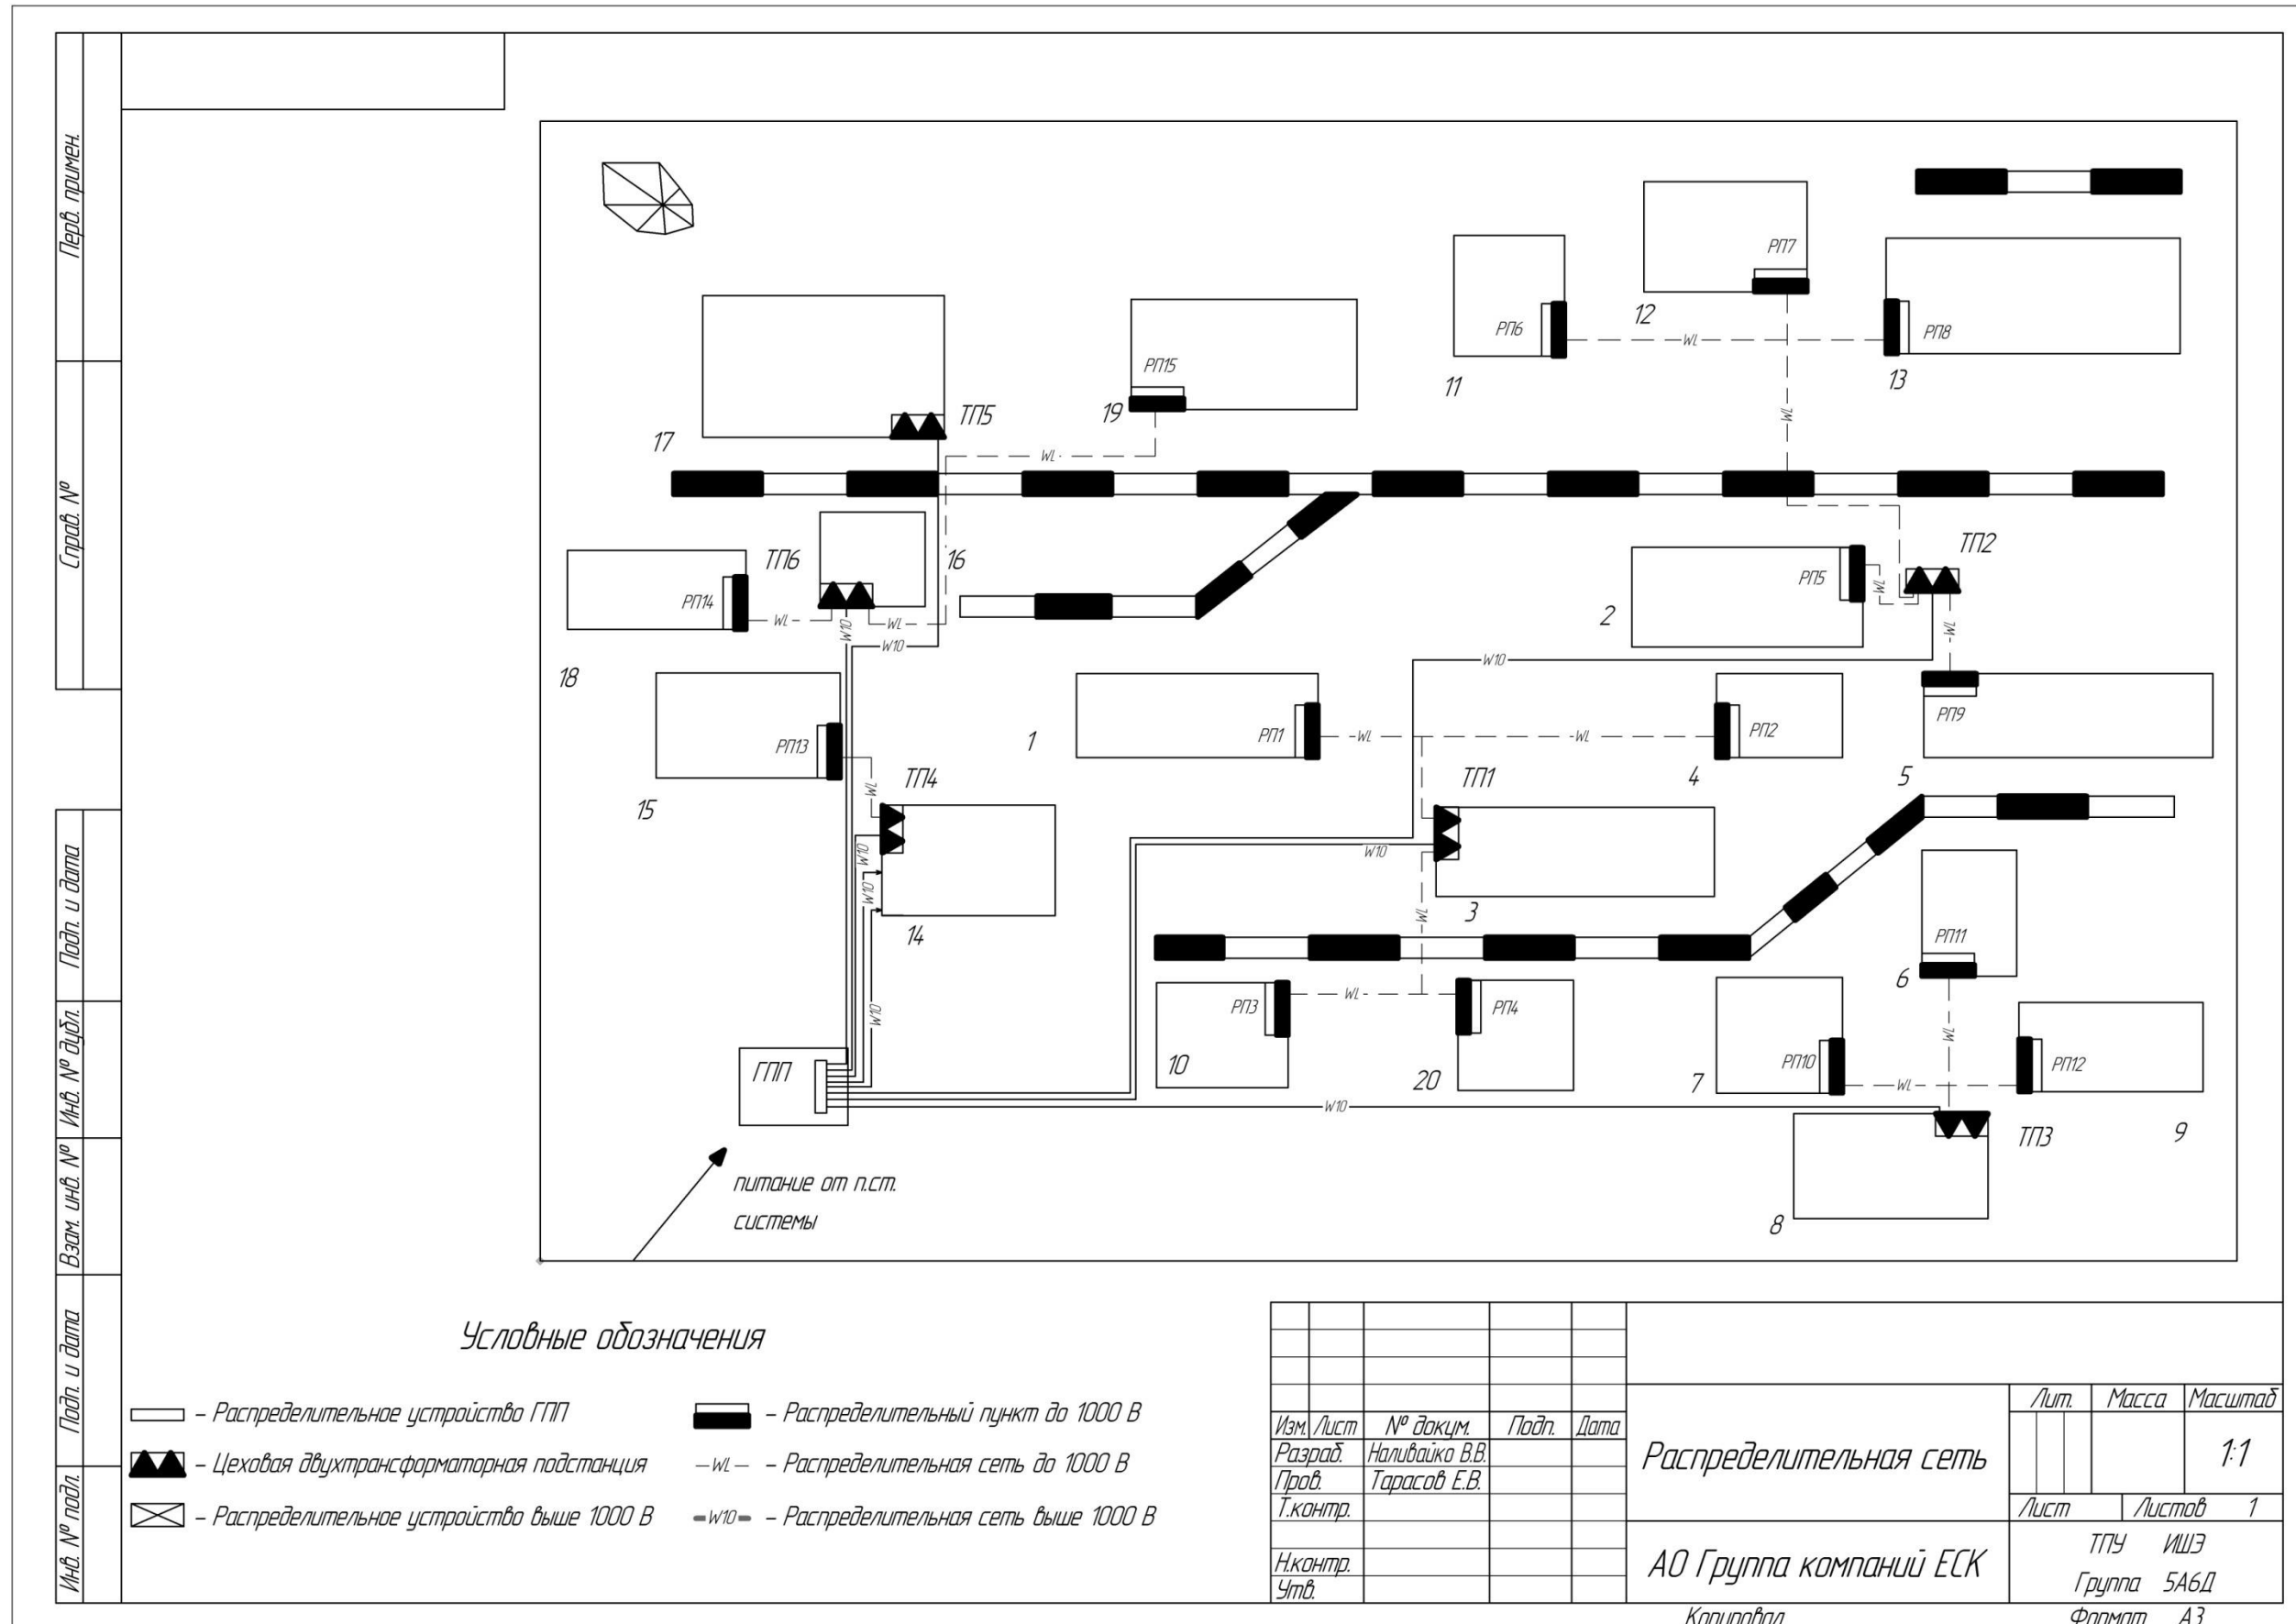 Перв. примен.
Справ. №
Подп. и дата
Инв. № дубл.
Взам. инв. №
Подп. и дата
Инв. № подл.
РП7
12
РП6
WL
РП8
11
13
WL
РП15
19
ТП5
17
WL
ТП6
16
РП14
WL
W10
WL
W10
18
ТП2
РП5
WL
2
WL
W10
РП9
РП13
1
РП1
WL
WL
РП2
4
5
15
WL
ТП4
ТП1
W10
W10
W10
3
14
WL
РП11
6
W10
РП3
WL
РП4
10
20
WL
7
РП10
WL
РП12
ГПП
W10
ТП3
9
8
питание от п.ст.
системы
Условные обозначения
– Распределительное устройство ГПП
– Распределительный пункт до 1000 В
– Цеховая двухтрансформаторная подстанция
WL – Распределительная сеть до 1000 В
– Распределительное устройство выше 1000 В
W10 – Распределительная сеть выше 1000 В
Изм. Лист № докум. Подп. Дата
Разраб. Наливайко В.В.
Пров. Тарасов Е.В.
Т.контр.
Н.контр.
Утв.
Распределительная сеть
Лит. Масса Масштаб
1:1
Лист Листов 1
АО Группа компаний ЕСК
ТПУ ИШЭ
Группа 5А6Д
Копировал Формат А3